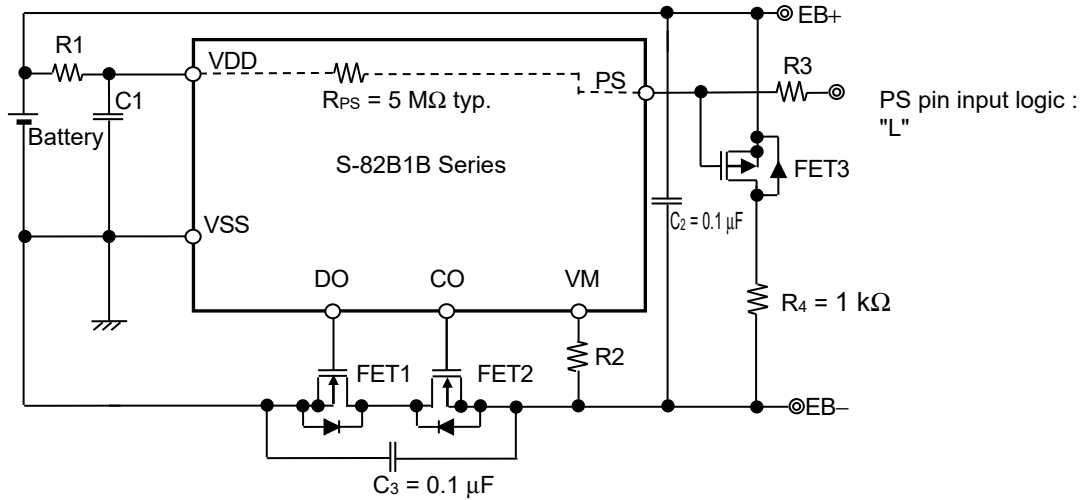 EB+
R1
VDD
C1
RPS = 5 MΩ typ.
PS
R3
PS pin input logic :
"L"
Battery
S-82B1B Series
FET3
C2 = 0.1 μF
VSS
DO
CO
VM
R4 = 1 kΩ
R2
FET1
FET2
EB−
C3 = 0.1 μF